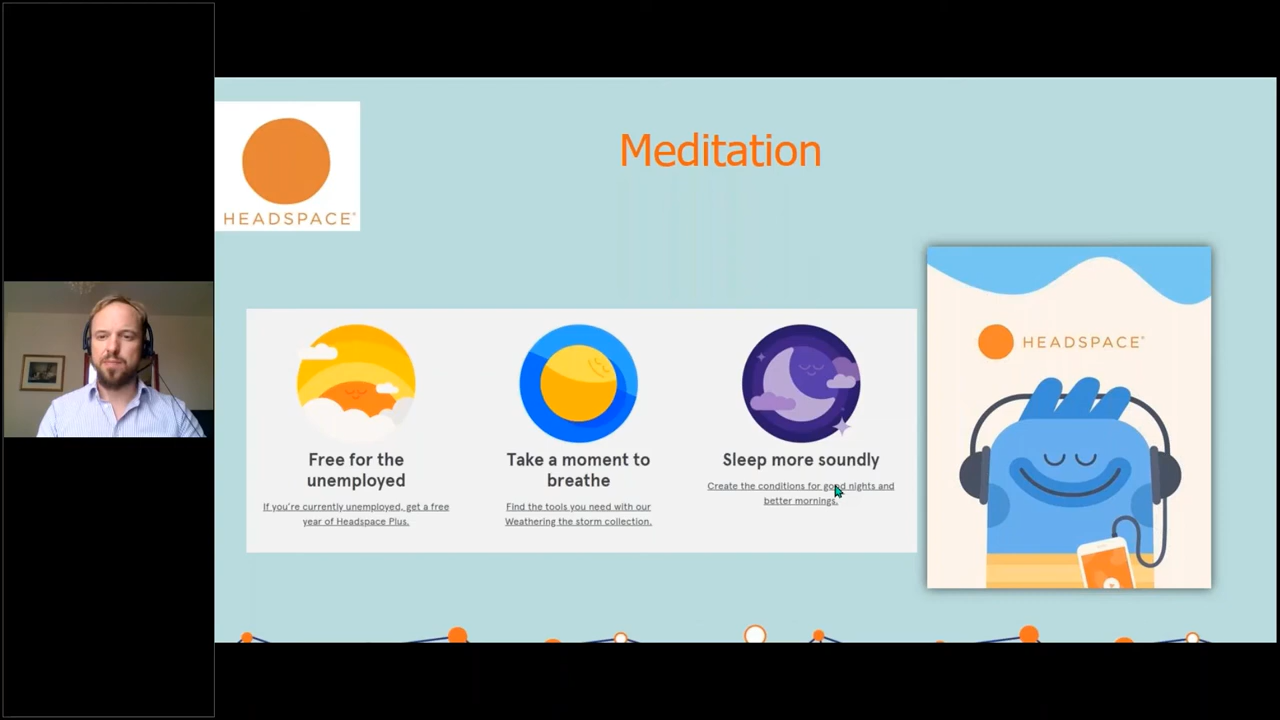 Meditation
HEADSPACE®
HEADSPACE®
Free for the
unemployed
If you're currently unemployed, get a free
year of Headspace Plus.
Take a moment to
breathe
Find the tools you need with our
Weathering the storm collection.
Sleep more soundly
Create the conditions for good nights and
better mornings.